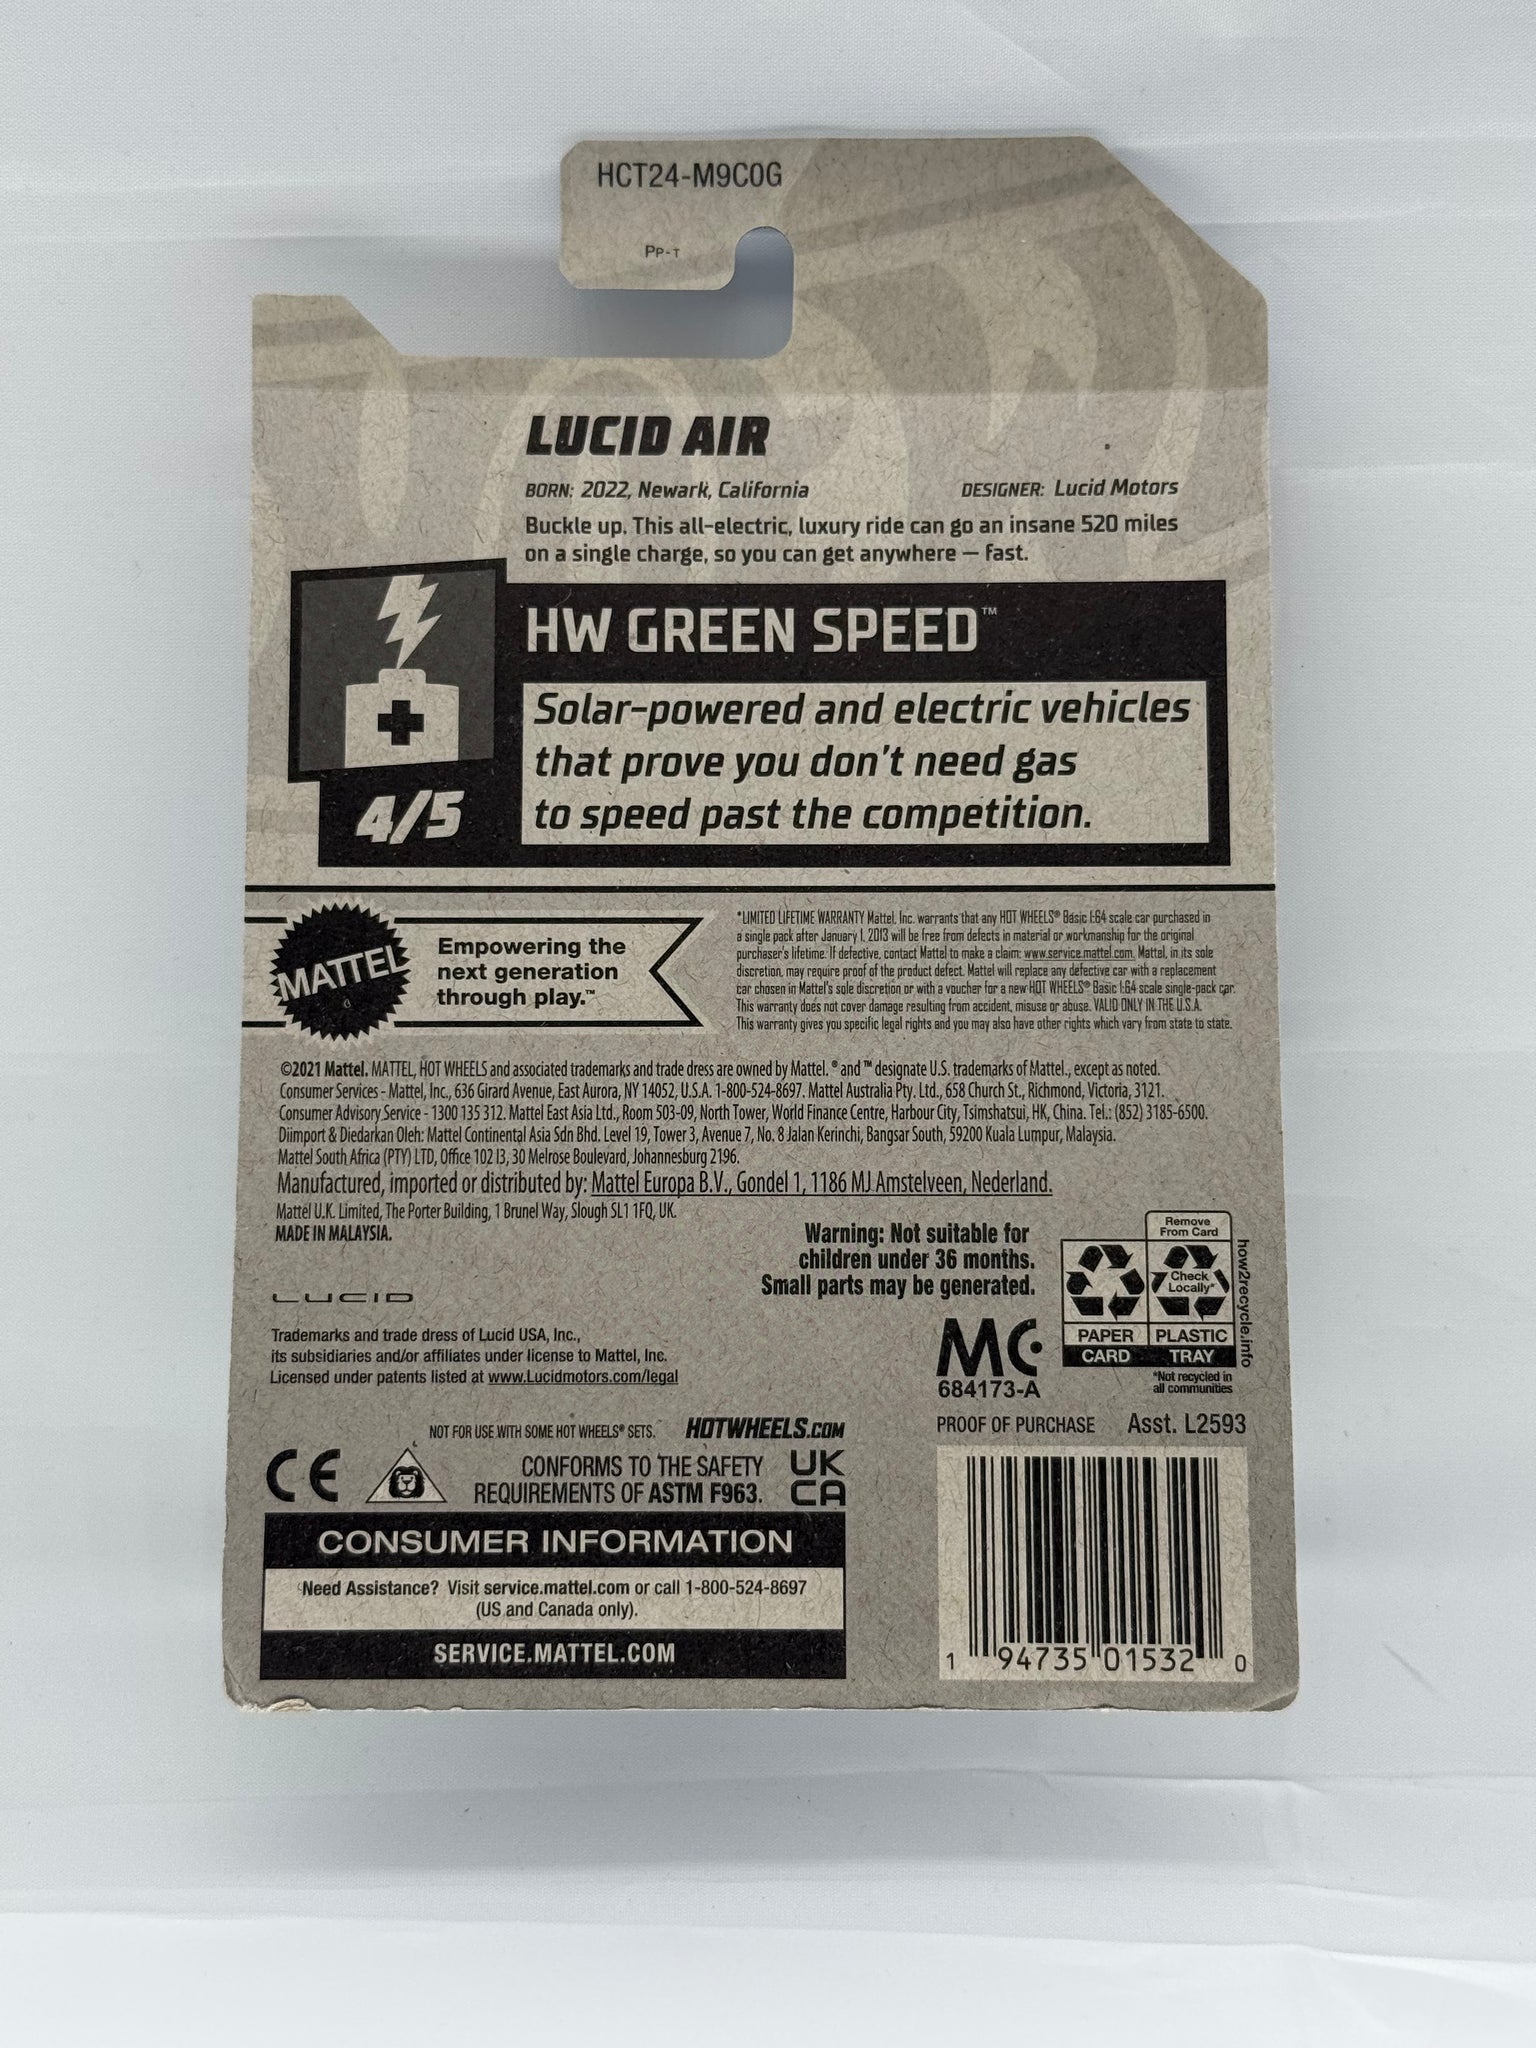 HCT24-M9C0G
PP-T
LUCID AIR
BORN: 2022, Newark, California
DESIGNER: Lucid Motors
Buckle up. This all-electric, luxury ride can go an insane 520 miles
on a single charge, so you can get anywhere — fast.
HW GREEN SPEED™
Solar-powered and electric vehicles
that prove you don't need gas
to speed past the competition.
4/5
MATTEL
Empowering the
next generation
through play.™
*LIMITED LIFETIME WARRANTY Mattel, Inc. warrants that any HOT WHEELS® Basic 1:64 scale car purchased in
a single pack after January 1, 2013 will be free from defects in material or workmanship for the original
purchaser's lifetime. If defective, contact Mattel to make a claim: www.service.mattel.com. Mattel, in its sole
discretion, may require proof of the product defect. Mattel will replace any defective car with a replacement
car chosen in Mattel's sole discretion or with a voucher for a new HOT WHEELS® Basic 1:64 scale single-pack car.
This warranty does not cover damage resulting from accident, misuse or abuse. VALID ONLY IN THE U.S.A.
This warranty gives you specific legal rights and you may also have other rights which vary from state to state.
©2021 Mattel. MATTEL, HOT WHEELS and associated trademarks and trade dress are owned by Mattel. ® and ™ designate U.S. trademarks of Mattel., except as noted.
Consumer Services - Mattel, Inc., 636 Girard Avenue, East Aurora, NY 14052, U.S.A. 1-800-524-8697. Mattel Australia Pty. Ltd., 658 Church St., Richmond, Victoria, 3121.
Consumer Advisory Service - 1300 135 312. Mattel East Asia Ltd., Room 503-09, North Tower, World Finance Centre, Harbour City, Tsimshatsui, HK, China. Tel.: (852) 3185-6500.
Diimport & Diedarkan Oleh: Mattel Continental Asia Sdn Bhd. Level 19, Tower 3, Avenue 7, No. 8 Jalan Kerinchi, Bangsar South, 59200 Kuala Lumpur, Malaysia.
Mattel South Africa (PTY) LTD, Office 102 I3, 30 Melrose Boulevard, Johannesburg 2196.
Manufactured, imported or distributed by: Mattel Europa B.V., Gondel 1, 1186 MJ Amstelveen, Nederland.
Mattel U.K. Limited, The Porter Building, 1 Brunel Way, Slough SL1 1FQ, UK.
MADE IN MALAYSIA.
Warning: Not suitable for
children under 36 months.
Small parts may be generated.
Remove
From Card
Check
Locally*
PAPER
PLASTIC
CARD
TRAY
*Not recycled in
all communities
how2recycle.info
LUCID
Trademarks and trade dress of Lucid USA, Inc.,
its subsidiaries and/or affiliates under license to Mattel, Inc.
Licensed under patents listed at www.Lucidmotors.com/legal
MC
684173-A
NOT FOR USE WITH SOME HOT WHEELS® SETS.
HOTWHEELS.COM
PROOF OF PURCHASE
Asst. L2593
CE
CONFORMS TO THE SAFETY
REQUIREMENTS OF ASTM F963.
UK
CA
CONSUMER INFORMATION
Need Assistance? Visit service.mattel.com or call 1-800-524-8697
(US and Canada only).
SERVICE.MATTEL.COM
1 94735 01532 0